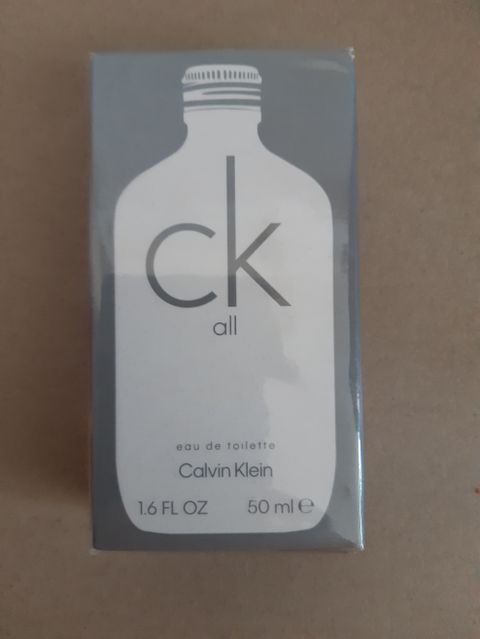 ck
all
eau de toilette
Calvin Klein
1.6 FL OZ 50 ml ℮